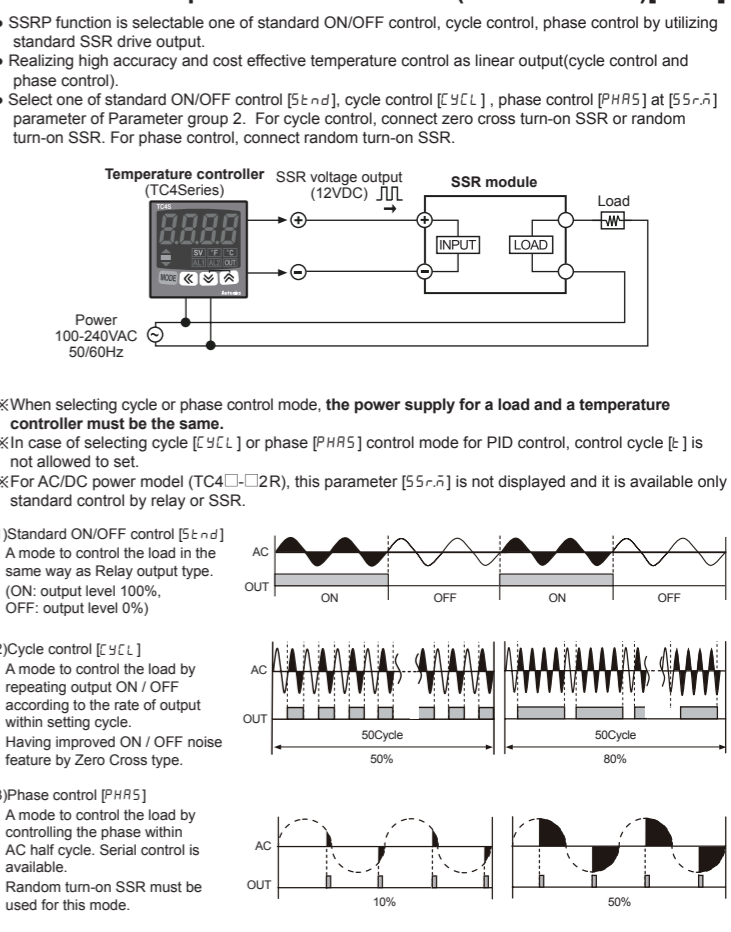 • SSRP function is selectable one of standard ON/OFF control, cycle control, phase control by utilizing
standard SSR drive output.
• Realizing high accuracy and cost effective temperature control as linear output(cycle control and
phase control).
• Select one of standard ON/OFF control [Stnd], cycle control [CYCL] , phase control [PHAS] at [SSr.m]
parameter of Parameter group 2. For cycle control, connect zero cross turn-on SSR or random
turn-on SSR. For phase control, connect random turn-on SSR.
Temperature controller
(TC4Series)
SSR voltage output
(12VDC)
SSR module
Load
TC4S
8.8.8.8
SV °F °C
AL1 AL2 OUT
MODE
Autonics
INPUT
LOAD
Power
100-240VAC
50/60Hz
※When selecting cycle or phase control mode, the power supply for a load and a temperature
controller must be the same.
※In case of selecting cycle [CYCL] or phase [PHAS] control mode for PID control, control cycle [t] is
not allowed to set.
※For AC/DC power model (TC4□-□2R), this parameter [SSr.m] is not displayed and it is available only
standard control by relay or SSR.
)Standard ON/OFF control [Stnd]
A mode to control the load in the
same way as Relay output type.
(ON: output level 100%,
OFF: output level 0%)
AC
OUT
ON
OFF
ON
OFF
2)Cycle control [CYCL]
A mode to control the load by
repeating output ON / OFF
according to the rate of output
within setting cycle.
Having improved ON / OFF noise
feature by Zero Cross type.
AC
OUT
50Cycle
50%
50Cycle
80%
3)Phase control [PHAS]
A mode to control the load by
controlling the phase within
AC half cycle. Serial control is
available.
Random turn-on SSR must be
used for this mode.
AC
OUT
10%
50%